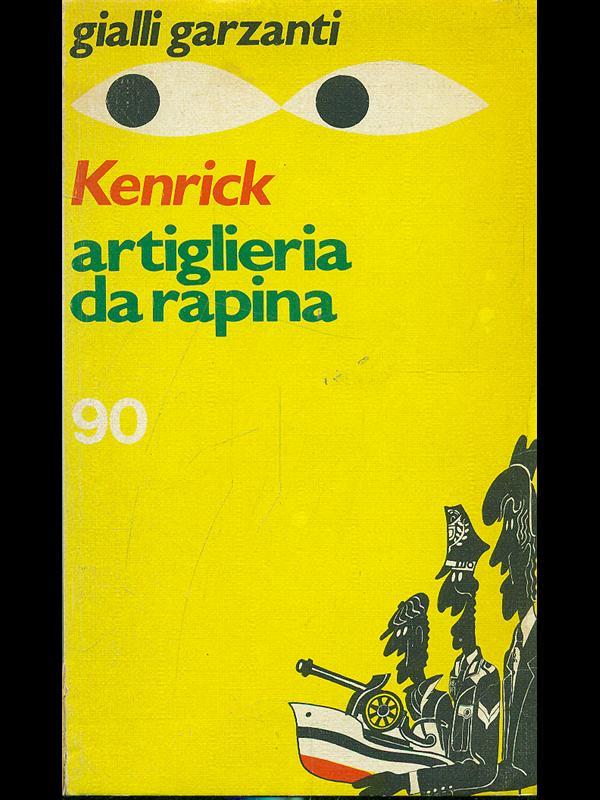 gialli garzanti
Kenrick
artiglieria
da rapina
90